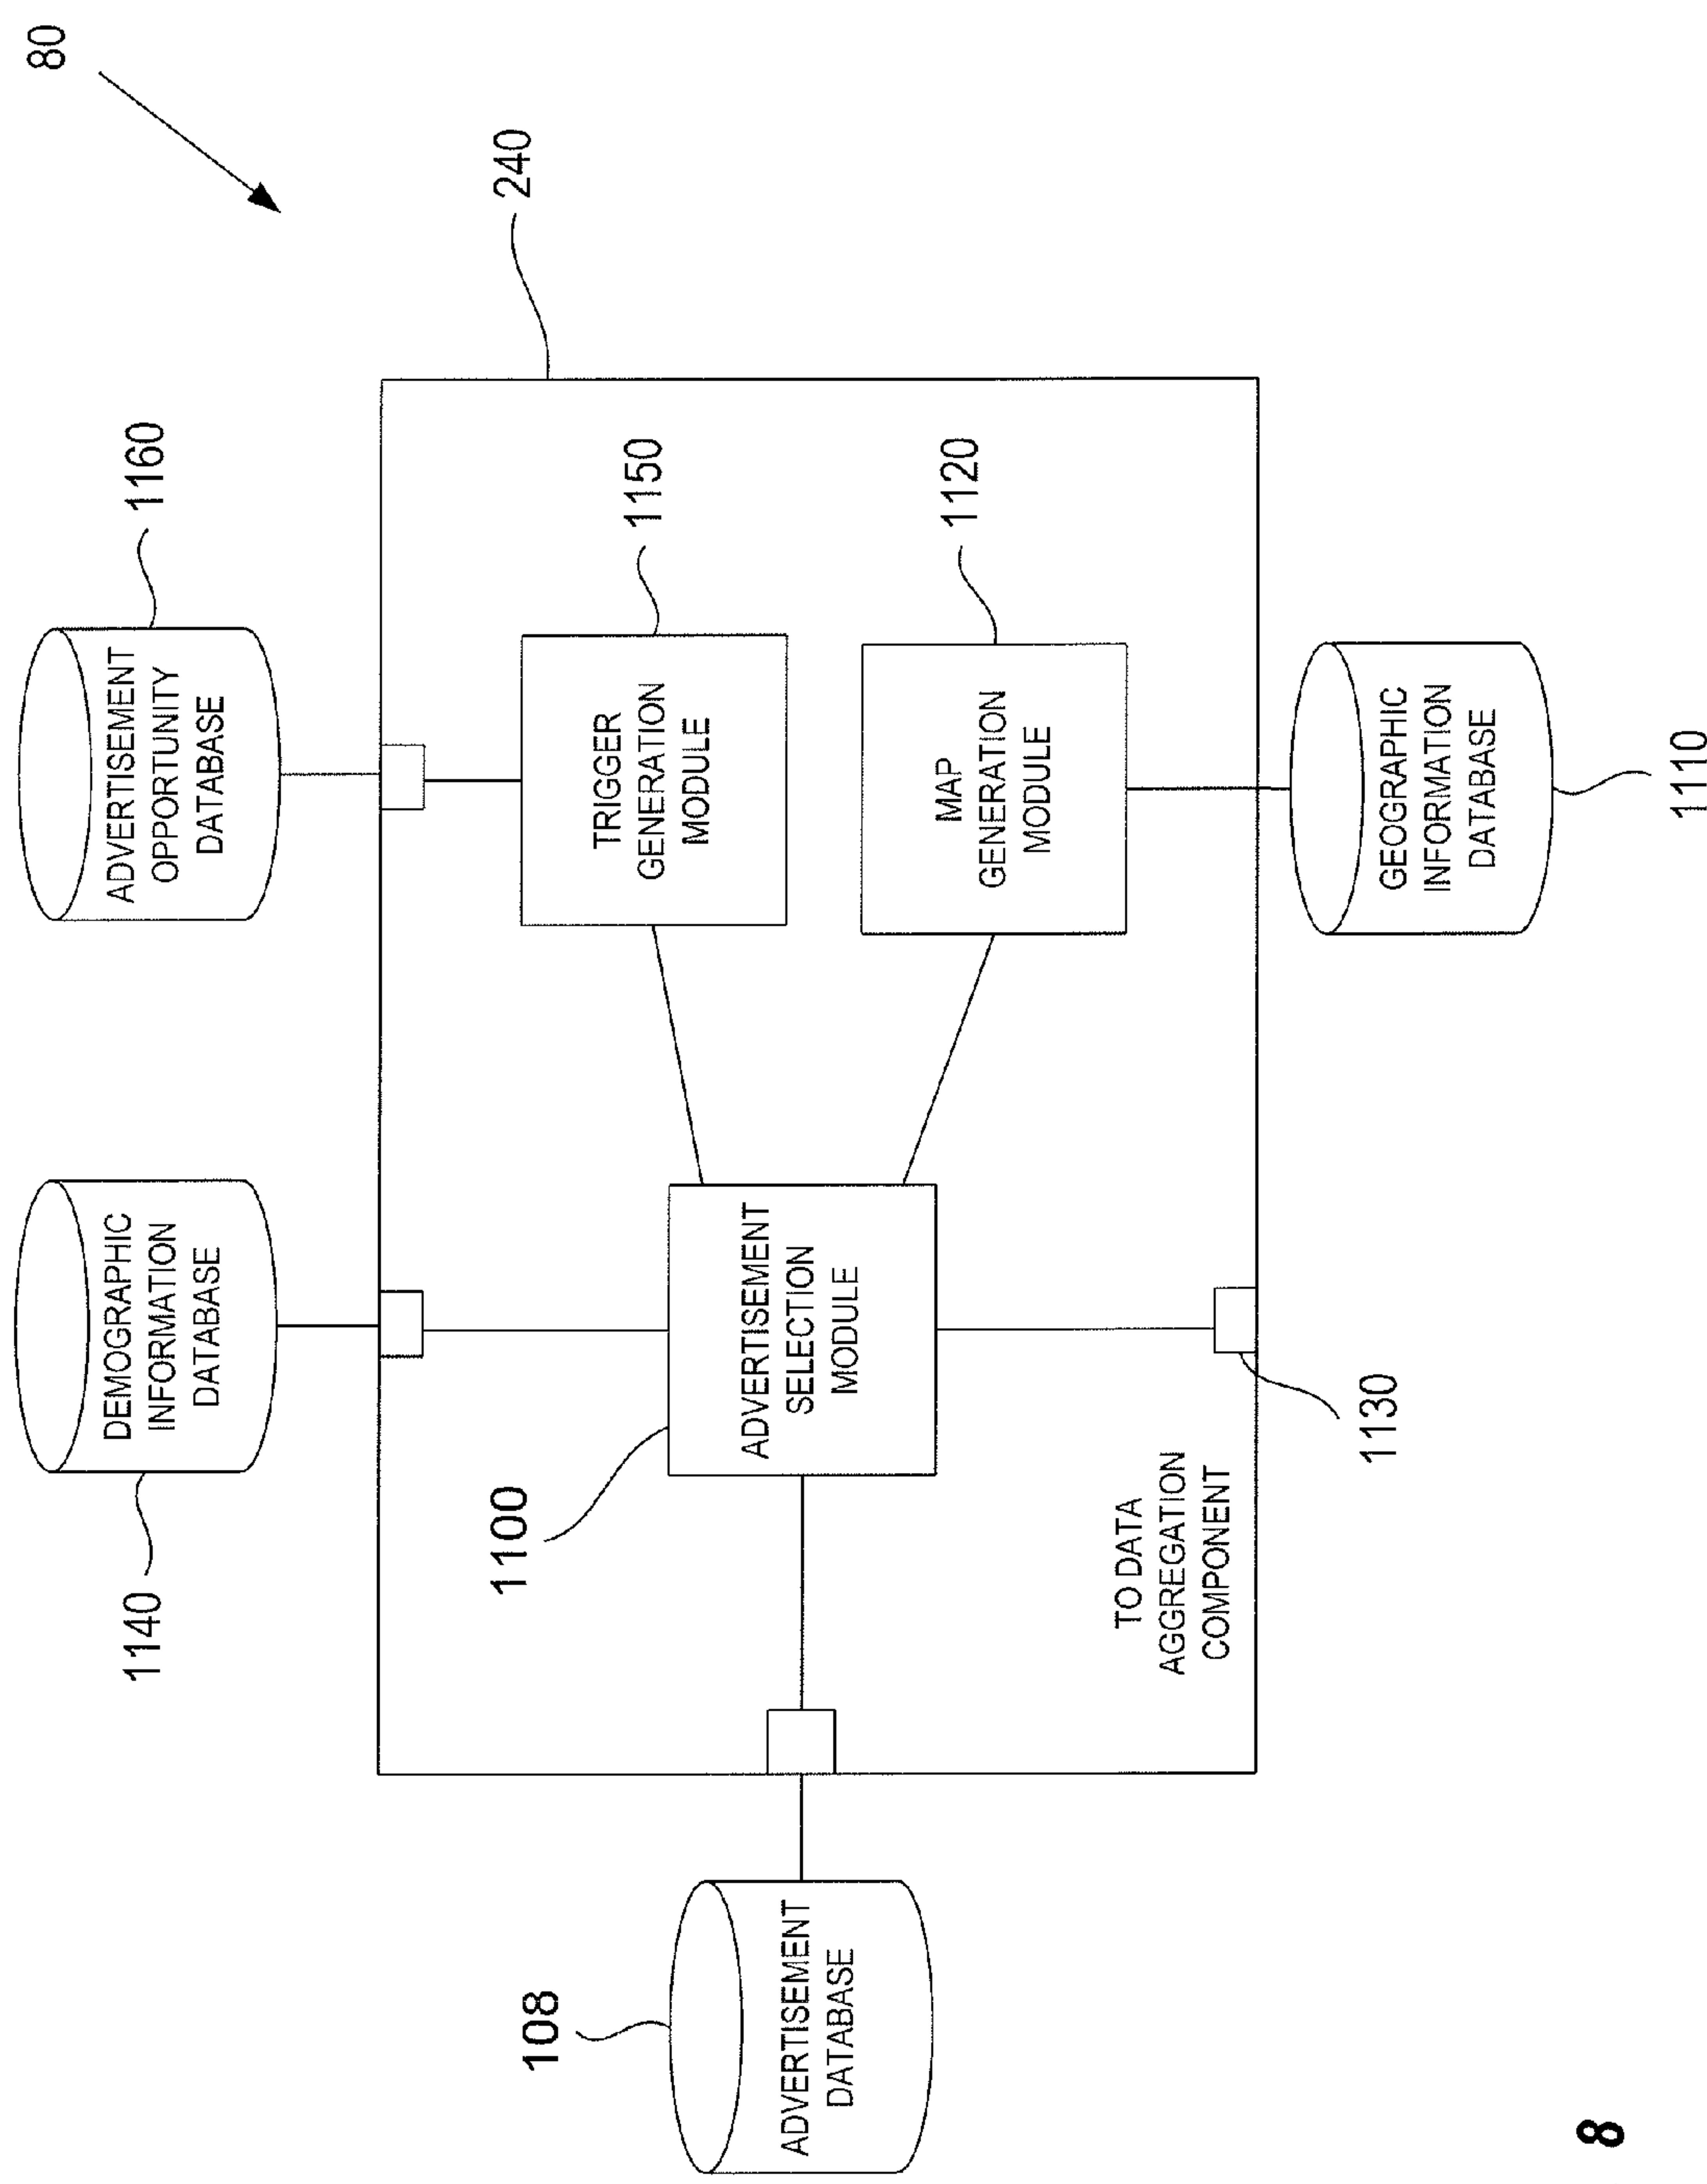 80
240
1140
DEMOGRAPHIC
INFORMATION
DATABASE
ADVERTISEMENT
OPPORTUNITY
DATABASE
1160
1100
TRIGGER
GENERATION
MODULE
1150
108
ADVERTISEMENT
DATABASE
ADVERTISEMENT
SELECTION
MODULE
MAP
GENERATION
MODULE
1120
TO DATA
AGGREGATION
COMPONENT
1130
GEOGRAPHIC
INFORMATION
DATABASE
1110
8